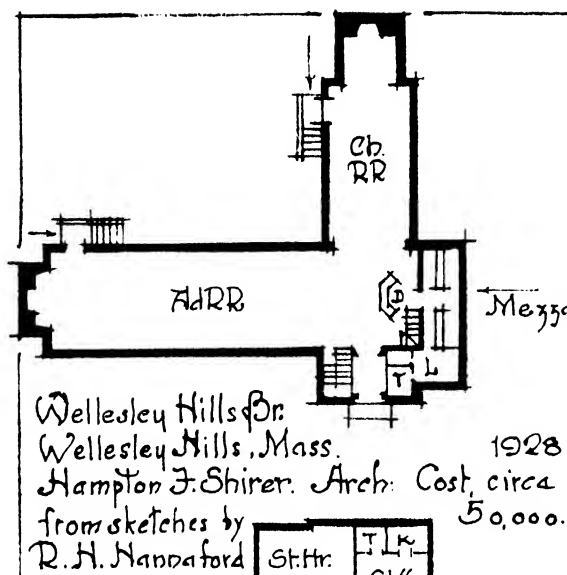 Ch.
RR
AdRR
D
Mezza
T
L
Wellesley Hills Br.
Wellesley Hills, Mass. 1928
Hampton F. Shirer. Arch: Cost, circa
from sketches by 50,000.
R. H. Hannaford
St.Hr.
T
K